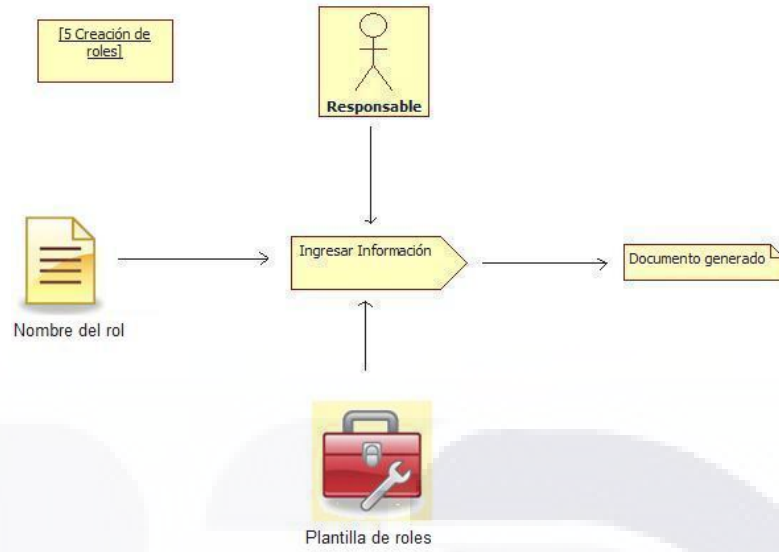 [5 Creación de
roles]
Responsable
Ingresar Información
Documento generado
Nombre del rol
Plantilla de roles